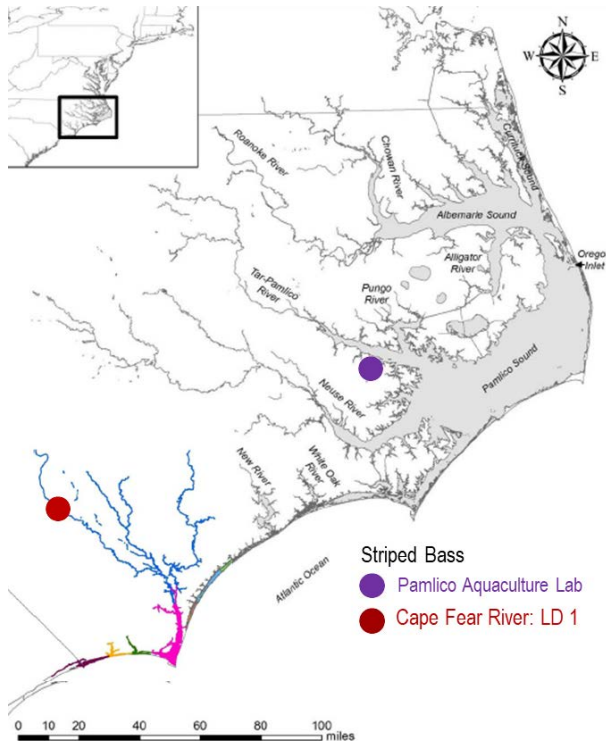 N
W E
S
Roanoke River
Chowan River
Currituck Sound
Albemarle Sound
Alligator
River
Orego
Inlet
Tar-Pamlico
River
Pungo
River
Pamlico Sound
Neuse River
New River
White Oak
River
Atlantic Ocean
Striped Bass
Pamlico Aquaculture Lab
Cape Fear River: LD 1
0 10 20 40 60 80 100
miles